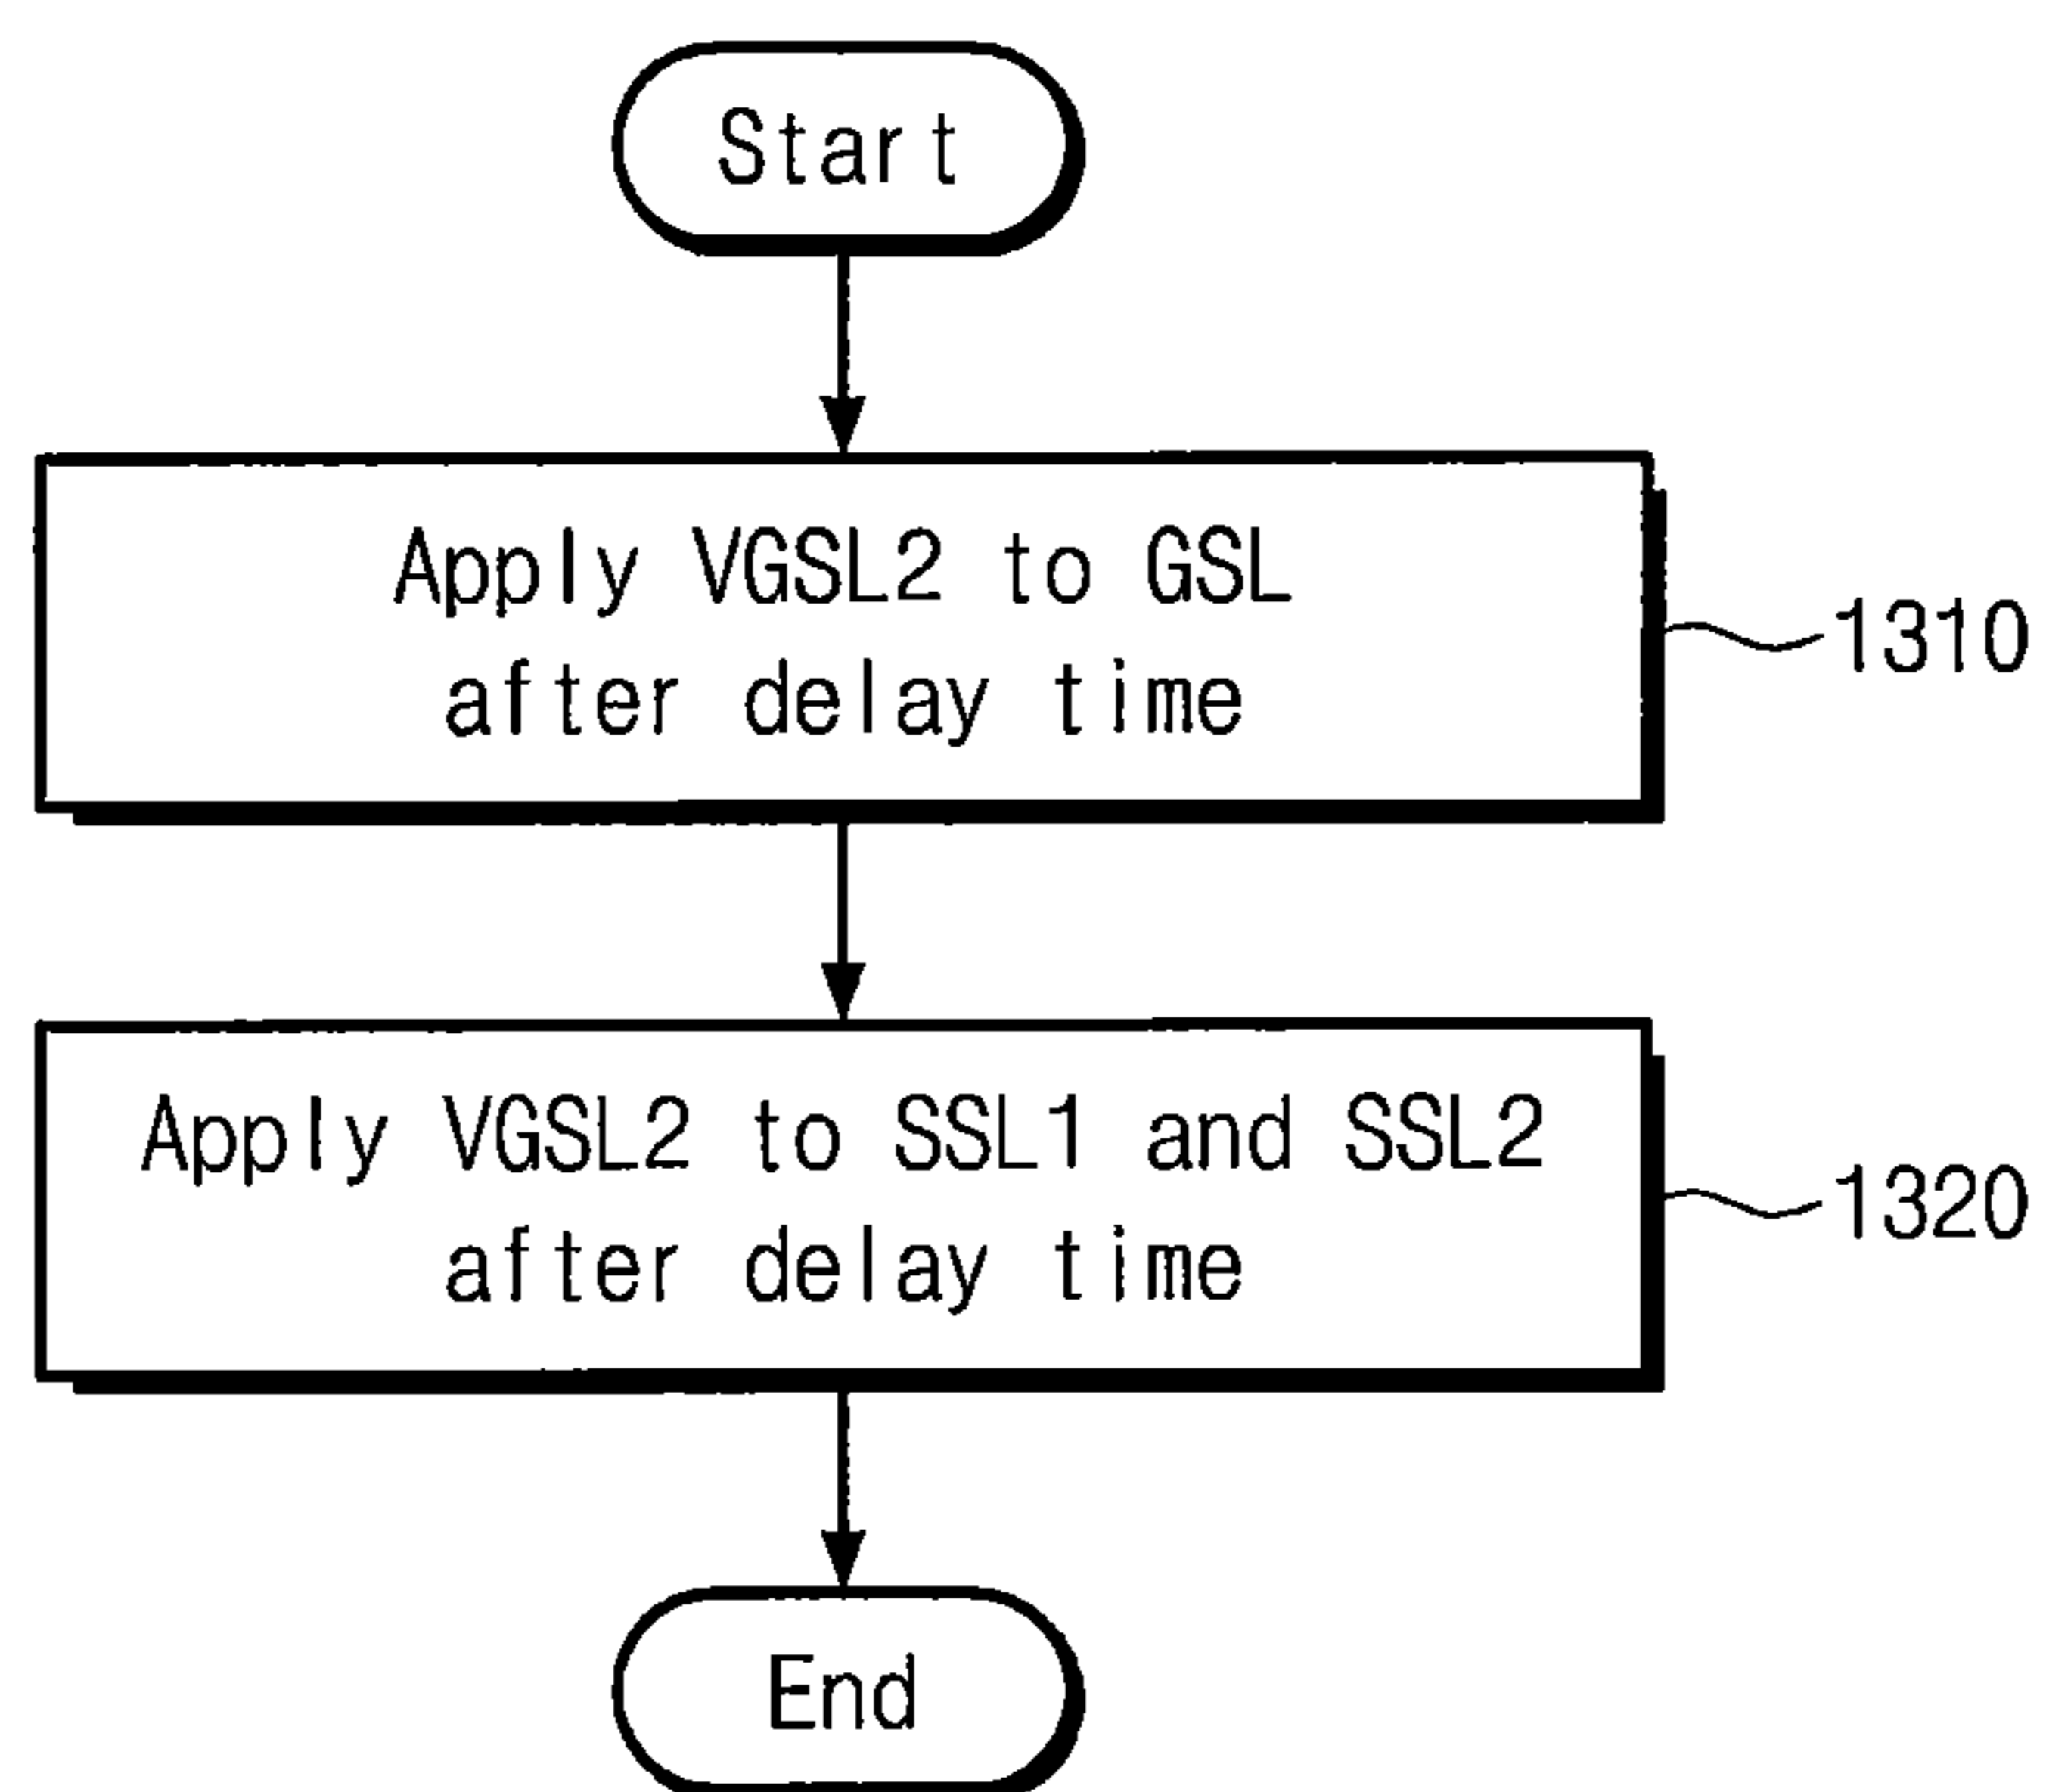 Start
Apply VGSL2 to GSL
after delay time
1310
Apply VGSL2 to SSL1 and SSL2
after delay time
1320
End